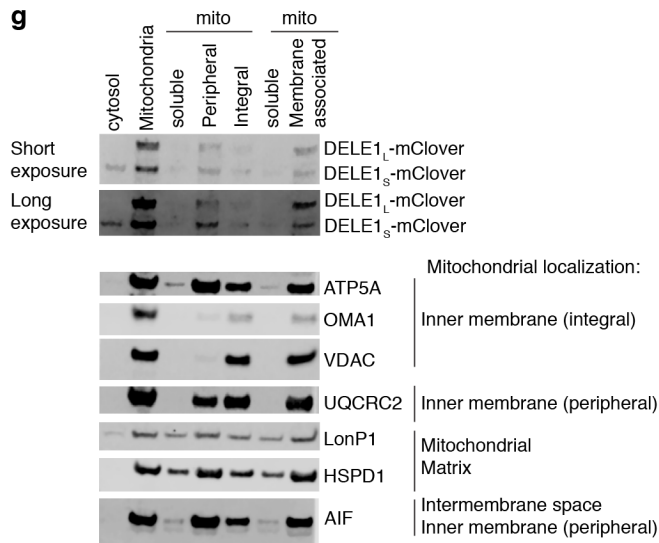 g
mito
mito
cytosol
Mitochondria
soluble
Peripheral
Integral
soluble
Membrane
associated
Short
exposure
DELE1L-mClover
DELE1S-mClover
Long
exposure
DELE1L-mClover
DELE1S-mClover
Mitochondrial localization:
ATP5A
OMA1
Inner membrane (integral)
VDAC
UQCRC2
Inner membrane (peripheral)
LonP1
Mitochondrial
Matrix
HSPD1
AIF
Intermembrane space
Inner membrane (peripheral)